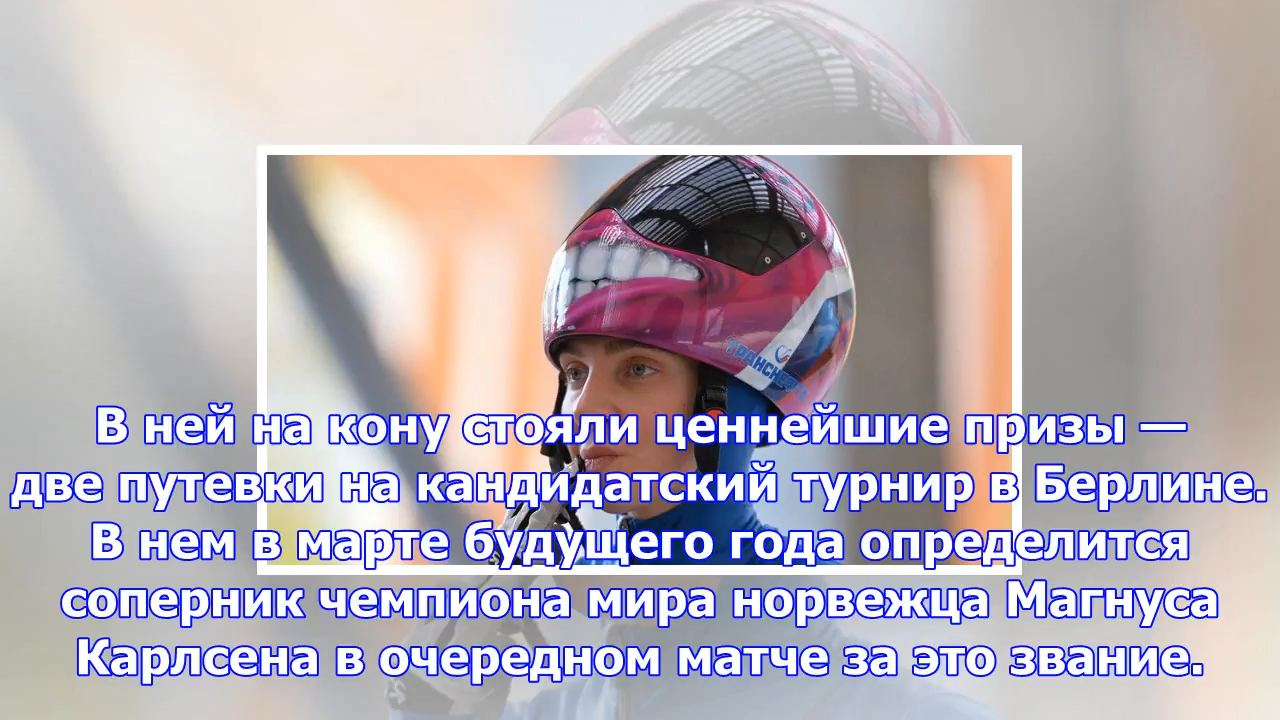 ТРАНСНЕФТЬ
В ней на кону стояли ценнейшие призы —
две путевки на кандидатский турнир в Берлине.
В нем в марте будущего года определится
соперник чемпиона мира норвежца Магнуса
Карлсена в очередном матче за это звание.